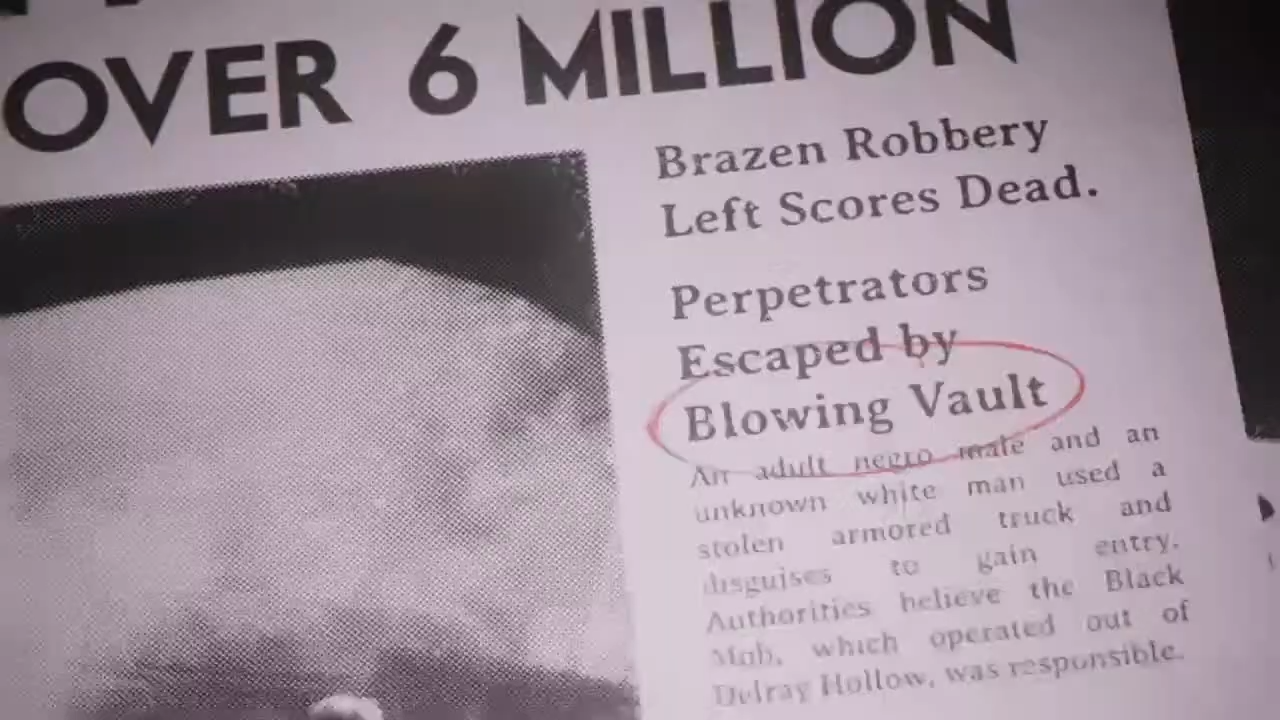 OVER 6 MILLION
Brazen Robbery
Left Scores Dead.
Perpetrators
Escaped by
Blowing Vault
An adult negro male and an
unknown white man used a
stolen armored truck and
disguises to gain entry.
Authorities believe the Black
Mob, which operated out of
Delray Hollow, was responsible.